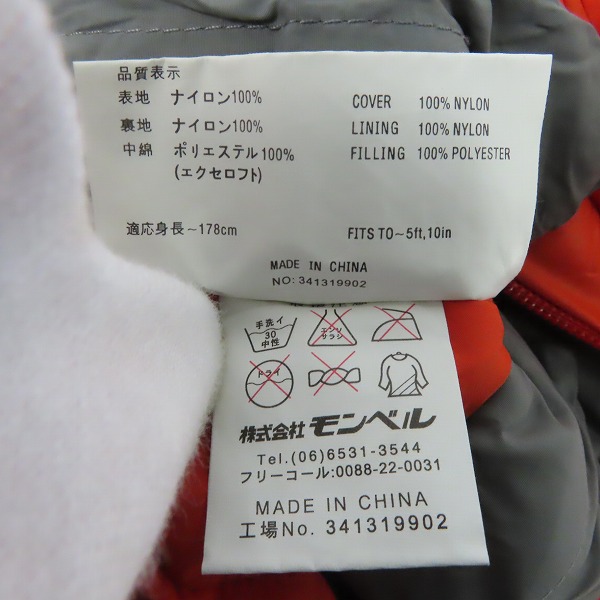 品質表示
表地 ナイロン100% COVER 100% NYLON
裏地 ナイロン100% LINING 100% NYLON
中綿 ポリエステル100% FILLING 100% POLYESTER
(エクセロフト)
適応身長~178cm FITS TO~5ft,10in
MADE IN CHINA
NO: 341319902
手洗イ
30
中性
エンソ
サラシ
ドライ
株式会社 モンベル
Tel.(06)6531-3544
フリーコール:0088-22-0031
MADE IN CHINA
工場No. 341319902